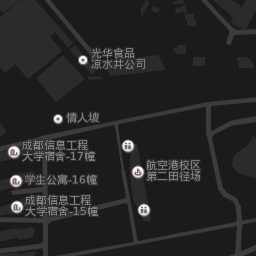 光华食品
凉水井公司
情人坡
成都信息工程
大学宿舍-17幢
航空港校区
第二田径场
学生公寓-16幢
成都信息工程
大学宿舍-15幢